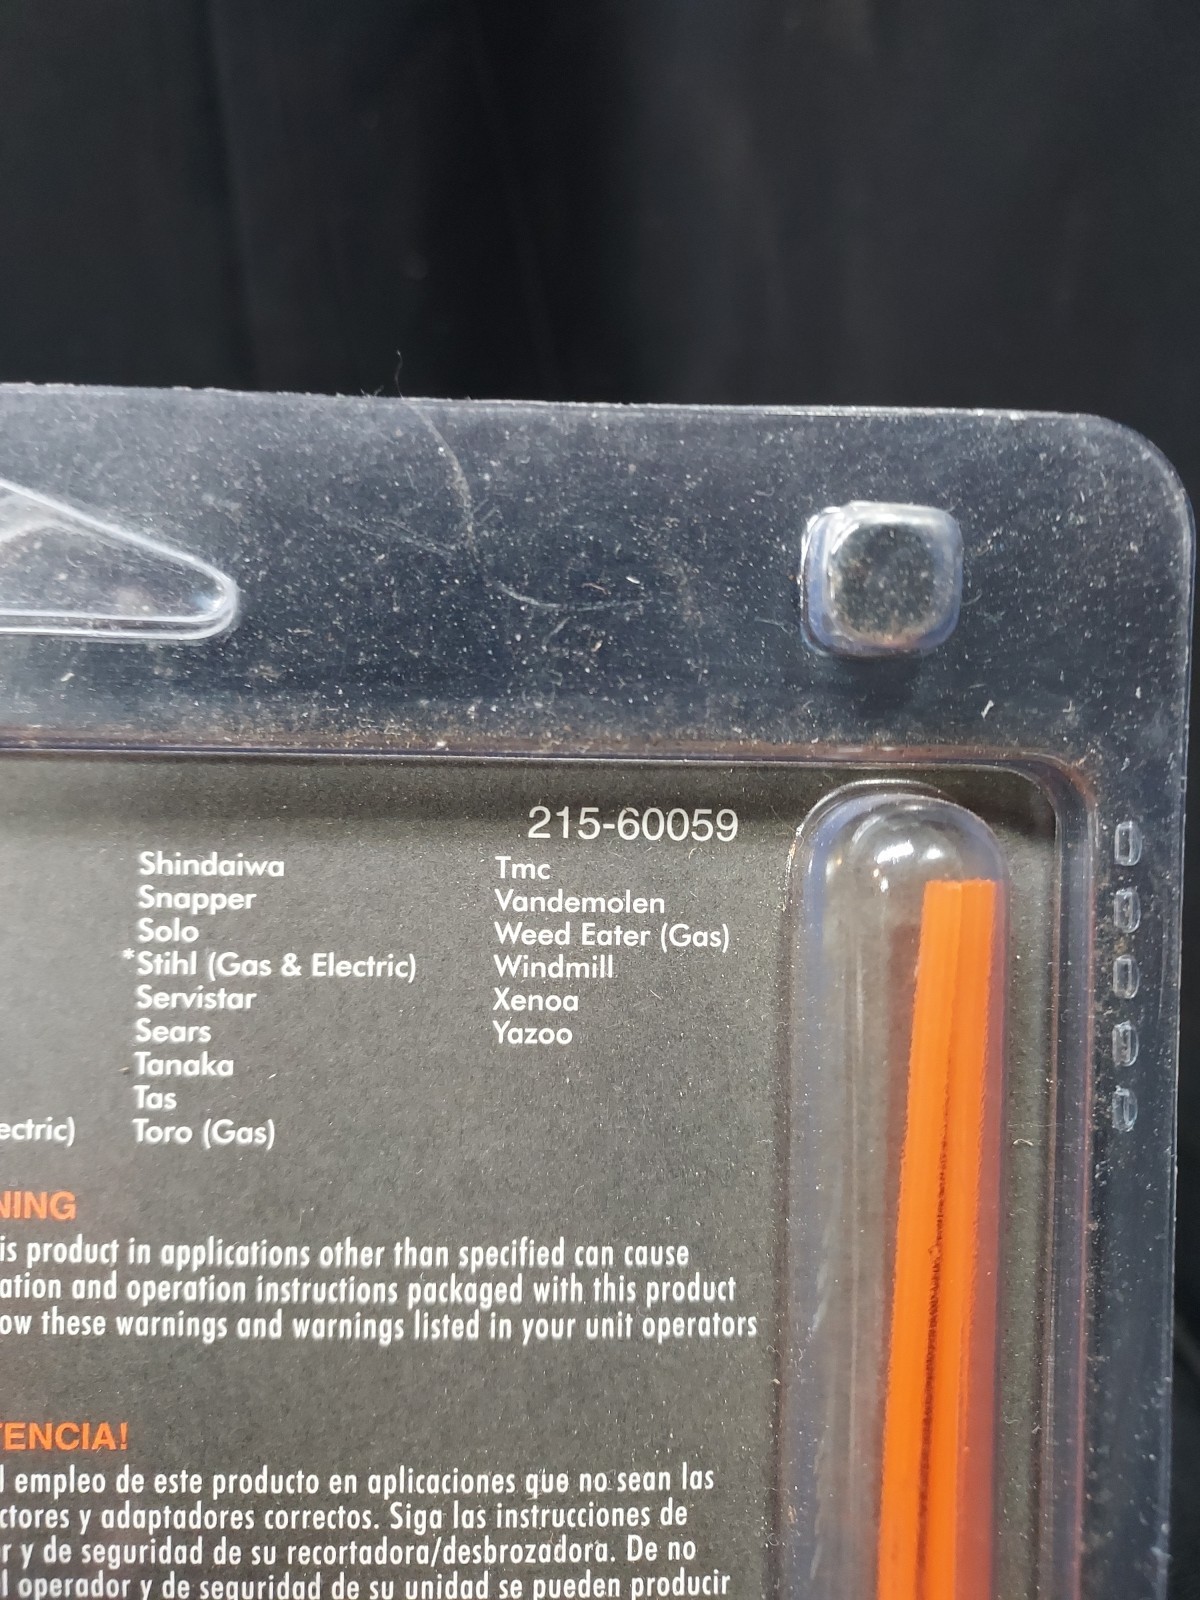 215-60059
Shindaiwa
Snapper
Solo
*Stihl (Gas & Electric)
Servistar
Sears
Tanaka
Tas
Toro (Gas)
Tmc
Vandemolen
Weed Eater (Gas)
Windmill
Xenoa
Yazoo
ectric)
NING
is product in applications other than specified can cause
ation and operation instructions packaged with this product
ow these warnings and warnings listed in your unit operators
TENCIA!
l empleo de este producto en aplicaciones que no sean las
ctores y adaptadores correctos. Siga las instrucciones de
r y de seguridad de su recortadora/desbrozadora. De no
l operador y de seguridad de su unidad se pueden producir